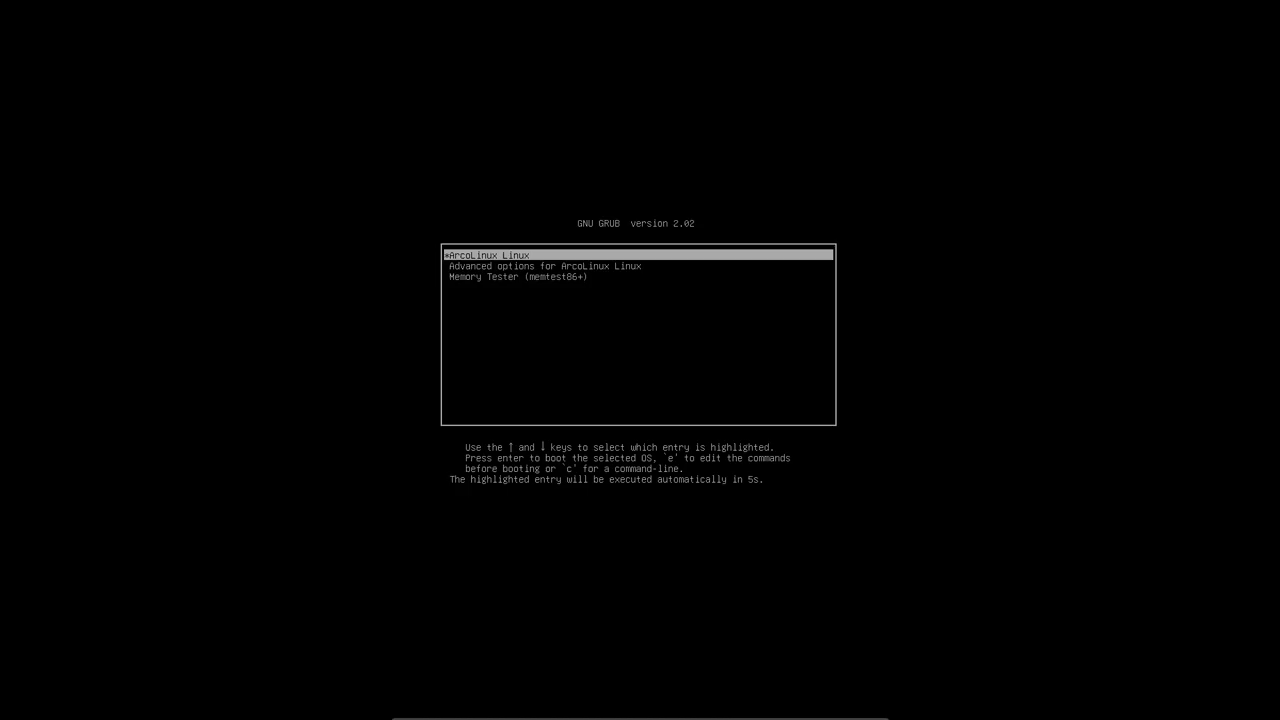 GNU GRUB  version 2.02
*ArcoLinux Linux
Advanced options for ArcoLinux Linux
Memory Tester (memtest86+)
Use the ↑ and ↓ keys to select which entry is highlighted.
Press enter to boot the selected OS, `e' to edit the commands
before booting or `c' for a command-line.
The highlighted entry will be executed automatically in 5s.